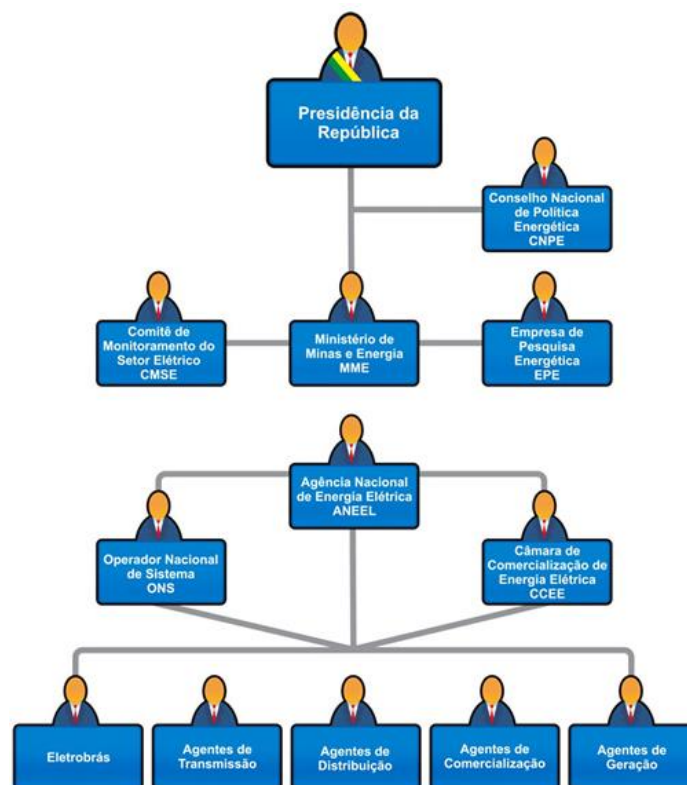 Presidência da
República
Conselho Nacional
de Política
Energética
CNPE
Comitê de
Monitoramento do
Setor Elétrico
CMSE
Ministério de
Minas e Energia
MME
Empresa de
Pesquisa
Energética
EPE
Agência Nacional
de Energia Elétrica
ANEEL
Operador Nacional
de Sistema
ONS
Câmara de
Comercialização de
Energia Elétrica
CCEE
Eletrobrás
Agentes de
Transmissão
Agentes de
Distribuição
Agentes de
Comercialização
Agentes de
Geração